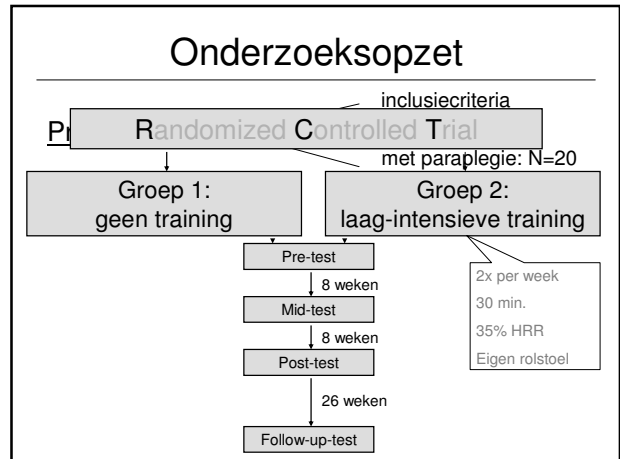 Onderzoeksopzet
inclusiecriteria
Randomized Controlled Trial
met paraplegie: N=20
Groep 1:
geen training
Groep 2:
laag-intensieve training
Pre-test
8 weken
Mid-test
8 weken
Post-test
26 weken
Follow-up-test
2x per week
30 min.
35% HRR
Eigen rolstoel